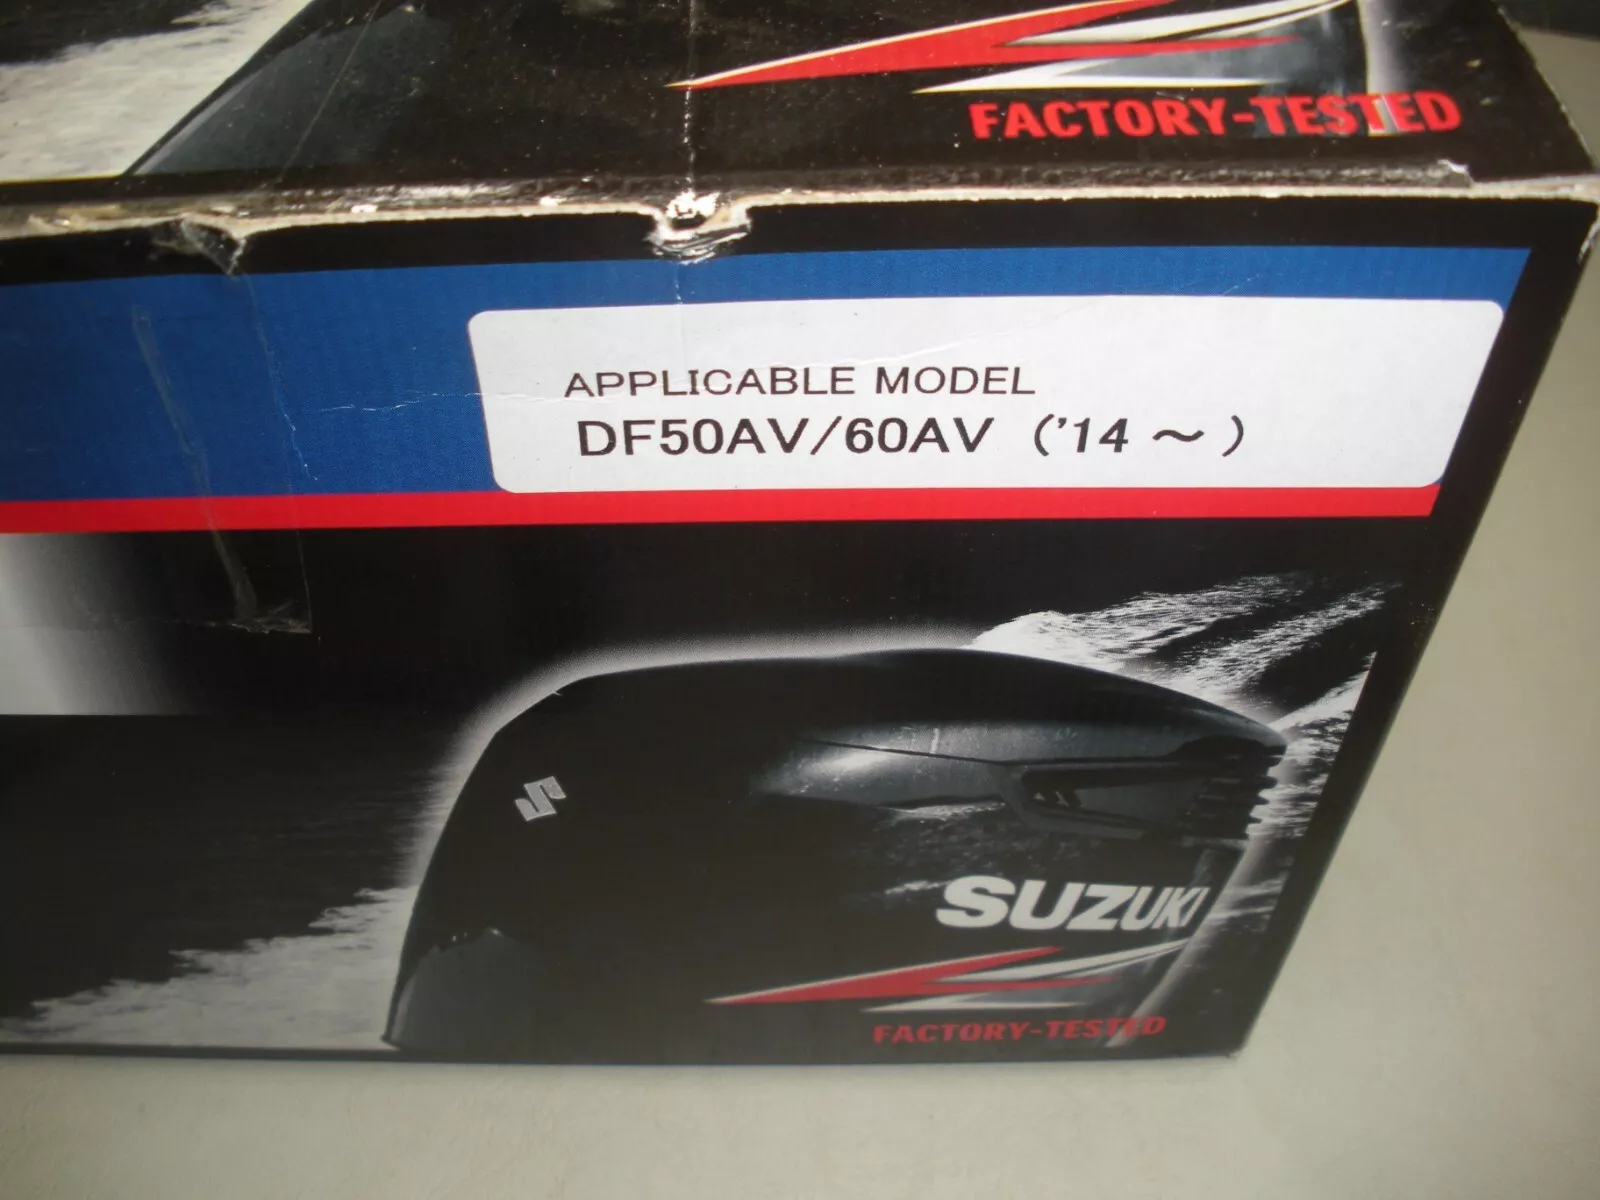 FACTORY-TESTED
APPLICABLE MODEL
DF50AV/60AV ('14 ～ )
SUZUKI
FACTORY-TESTED